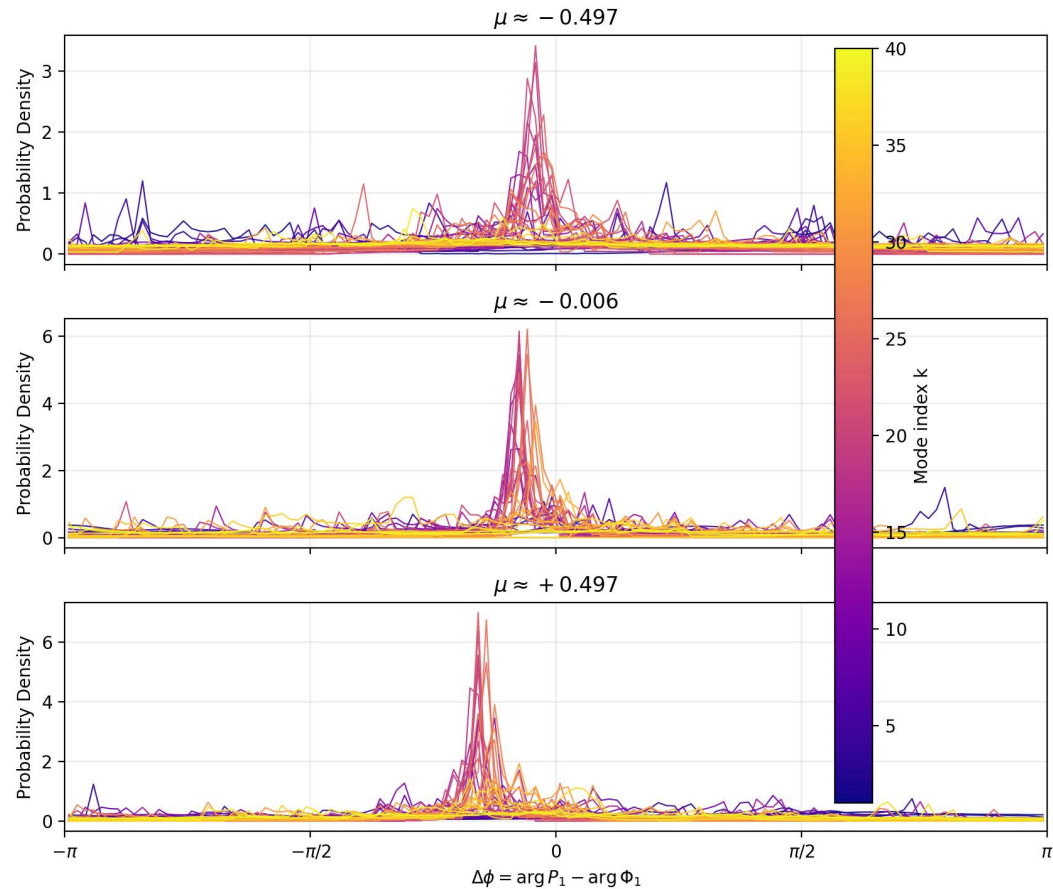 μ ≈ − 0.497
Probability Density
3
2
1
0
μ ≈ − 0.006
Probability Density
6
4
2
0
μ ≈ + 0.497
Probability Density
6
4
2
0
−π
−π/2
0
π/2
π
Δϕ = arg P₁ − arg Φ₁
40
35
30
25
20
15
10
5
Mode index k